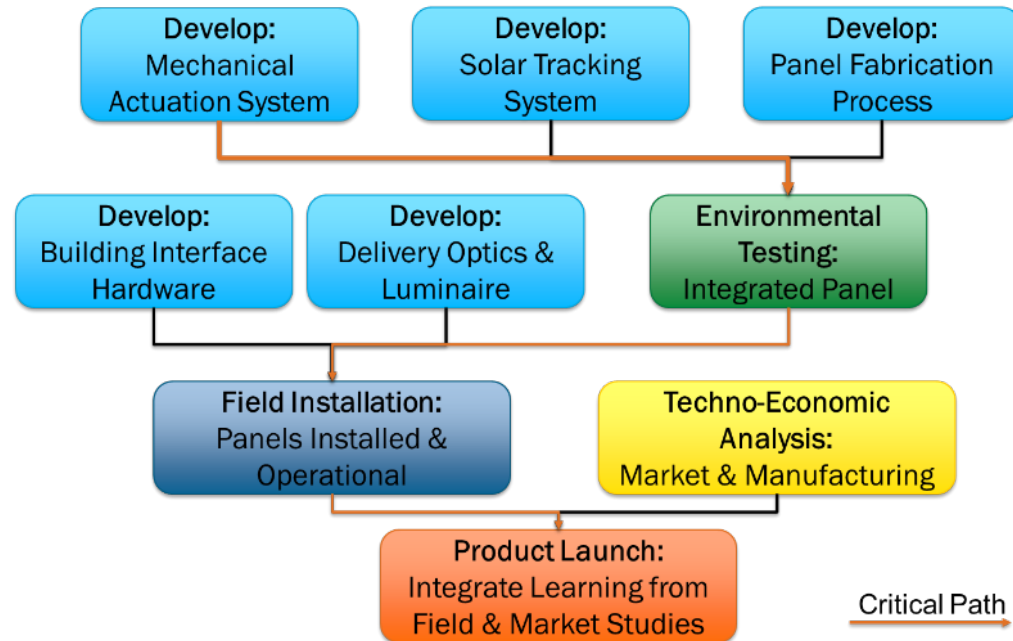 Develop:
Mechanical
Actuation System
Develop:
Solar Tracking
System
Develop:
Panel Fabrication
Process
Develop:
Building Interface
Hardware
Develop:
Delivery Optics &
Luminaire
Environmental
Testing:
Integrated Panel
Field Installation:
Panels Installed &
Operational
Techno-Economic
Analysis:
Market & Manufacturing
Product Launch:
Integrate Learning from
Field & Market Studies
Critical Path